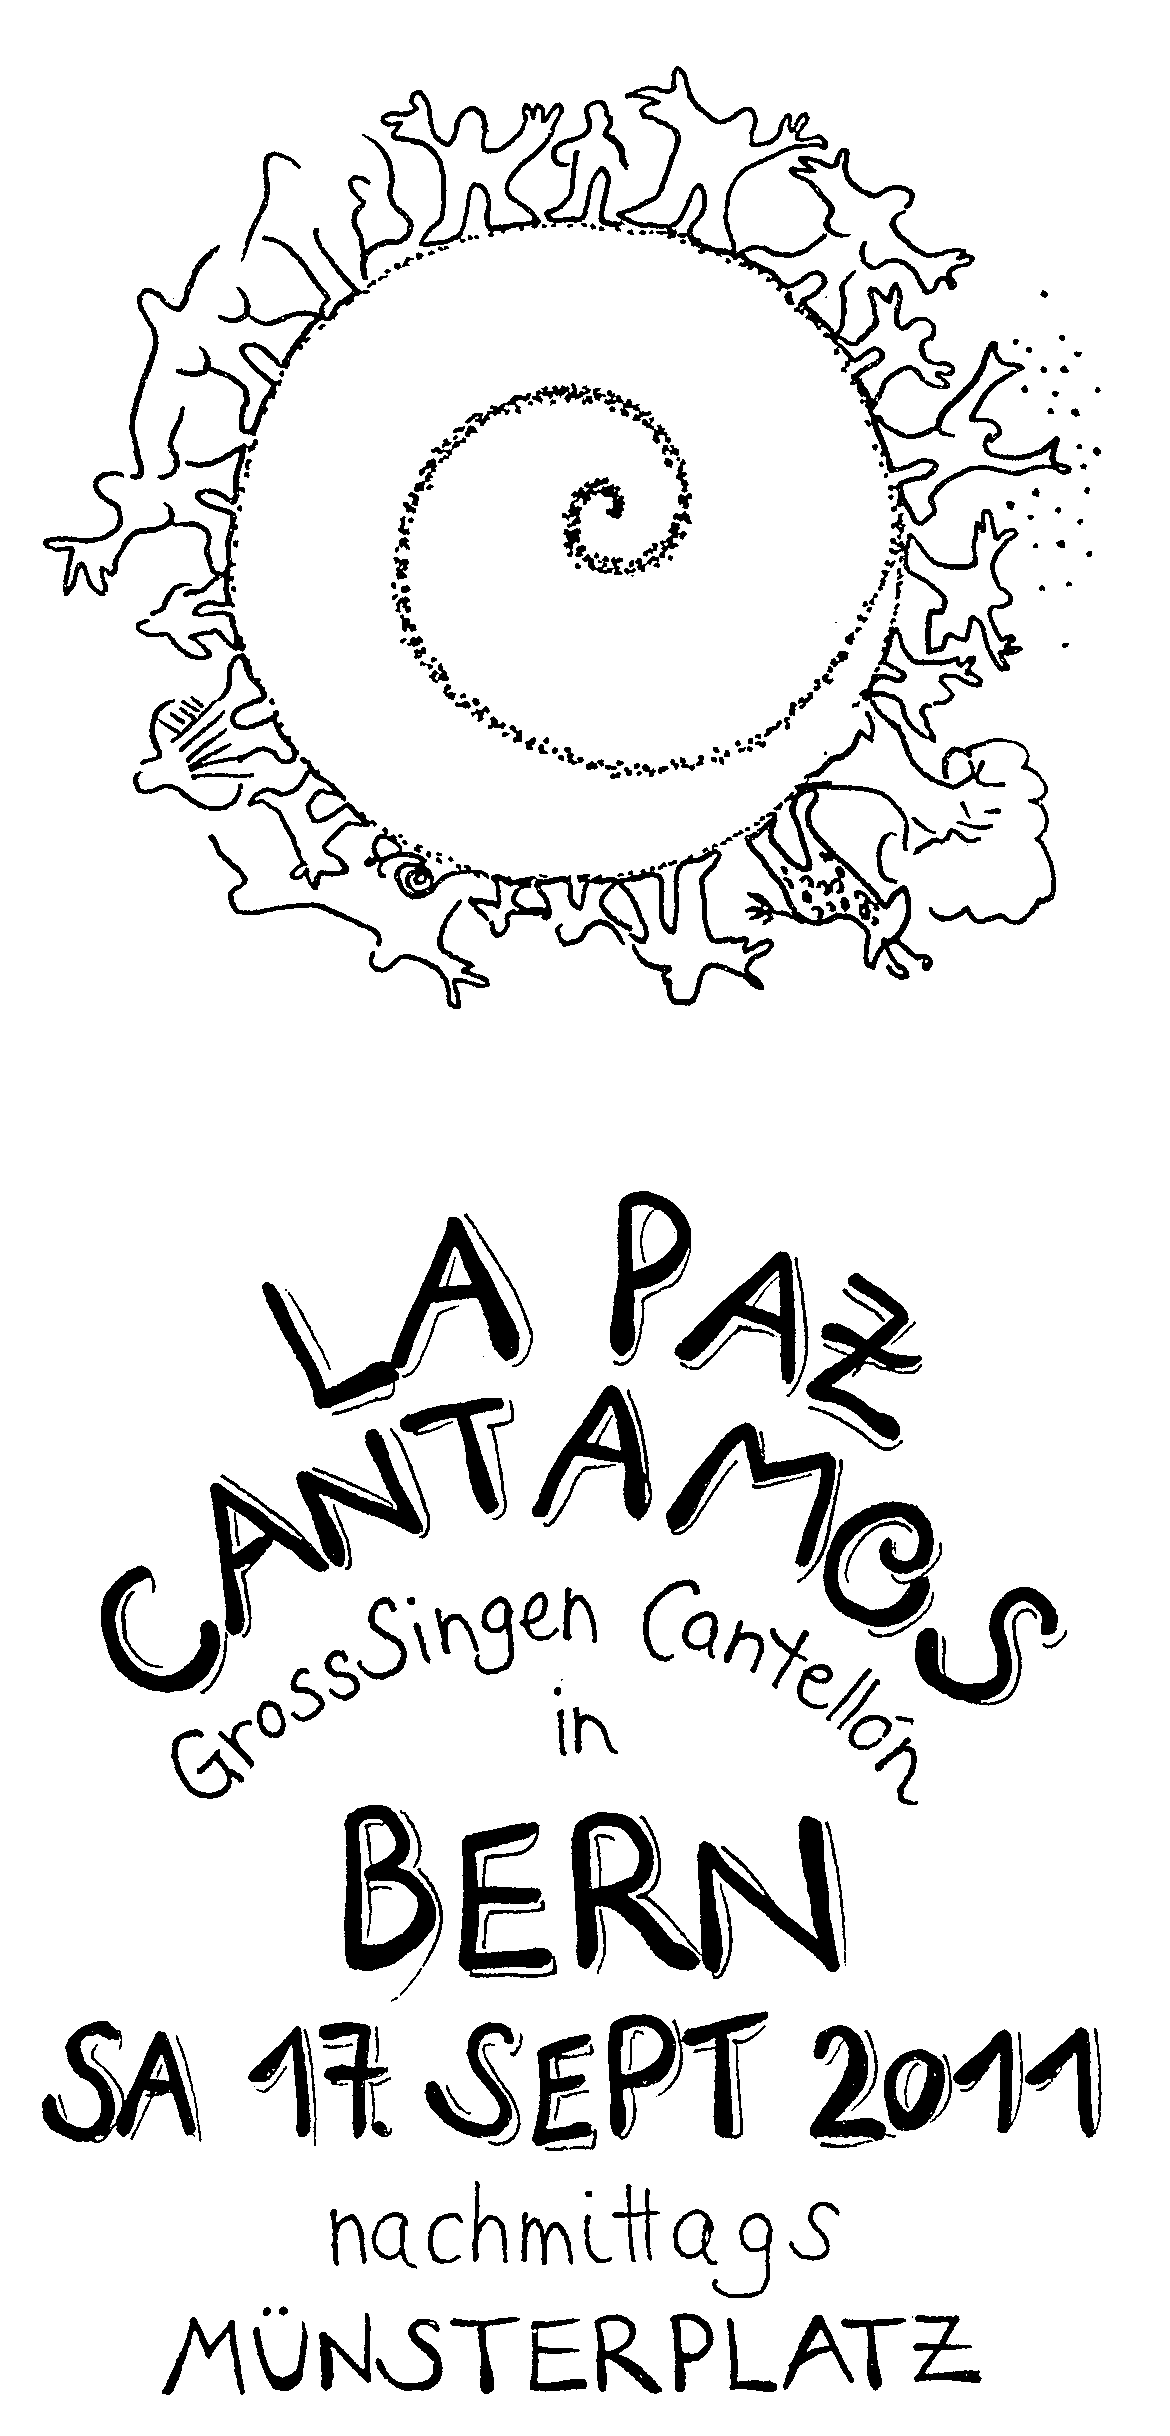 LA PAZ
CANTAMOS
GrossSingen Cantellón
in
BERN
SA 17. SEPT 2011
nachmittags
MÜNSTERPLATZ